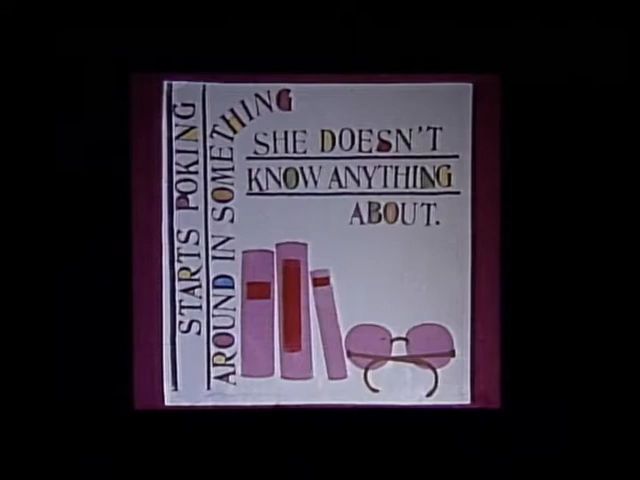 STARTS POKING
AROUND IN SOMETHING
SHE DOESN'T
KNOW ANYTHING
ABOUT.